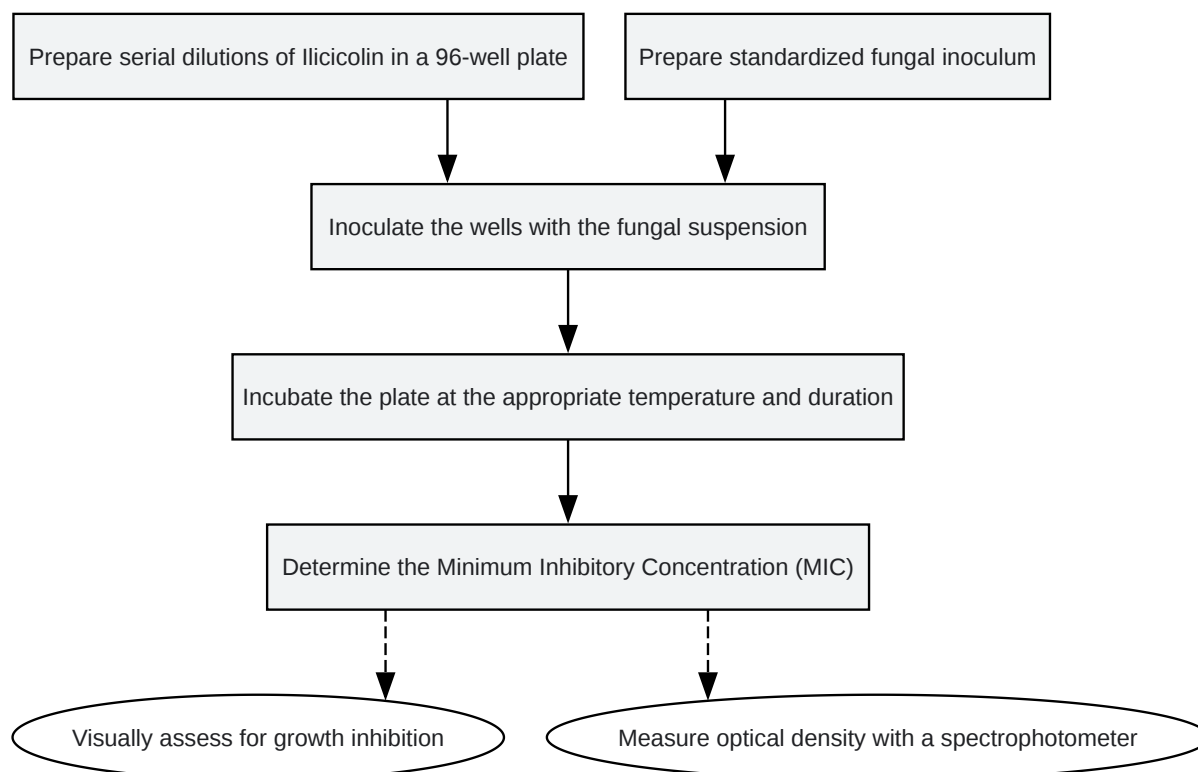 Prepare serial dilutions of Ilicicolin in a 96-well plate
Prepare standardized fungal inoculum
Inoculate the wells with the fungal suspension
Incubate the plate at the appropriate temperature and duration
Determine the Minimum Inhibitory Concentration (MIC)
Visually assess for growth inhibition
Measure optical density with a spectrophotometer